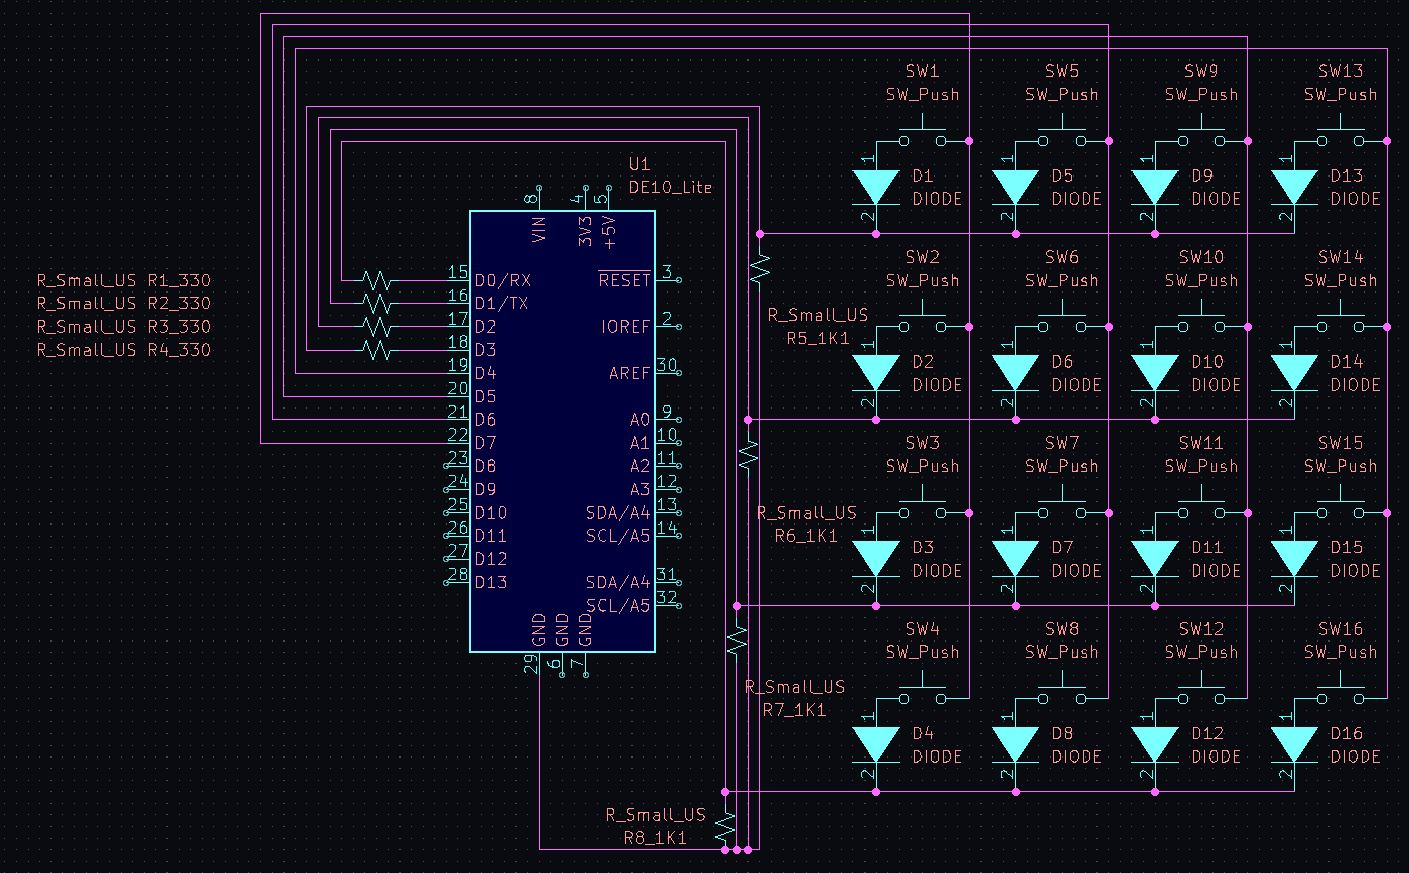 SW1 SW5 SW9 SW13
SW_Push SW_Push SW_Push SW_Push
1 1 1 1
D1 D5 D9 D13
DIODE DIODE DIODE DIODE
2 2 2 2
U1
DE10_Lite
8 4 5
VIN 3V3 +5V
R_Small_US R1_330 15 D0/RX RESET 3
R_Small_US R2_330 16 D1/TX
R_Small_US R3_330 17 D2 IOREF 2
R_Small_US R4_330 18 D3
19 D4 AREF 30
20 D5
21 D6 A0 9
22 D7 A1 10
23 D8 A2 11
24 D9 A3 12
25 D10 SDA/A4 13
26 D11 SCL/A5 14
27 D12
28 D13 SDA/A4 31
SCL/A5 32
GND GND GND
29 6 7
R_Small_US
R5_1K1
SW2 SW6 SW10 SW14
SW_Push SW_Push SW_Push SW_Push
1 1 1 1
D2 D6 D10 D14
DIODE DIODE DIODE DIODE
2 2 2 2
R_Small_US
R6_1K1
SW3 SW7 SW11 SW15
SW_Push SW_Push SW_Push SW_Push
1 1 1 1
D3 D7 D11 D15
DIODE DIODE DIODE DIODE
2 2 2 2
R_Small_US
R7_1K1
SW4 SW8 SW12 SW16
SW_Push SW_Push SW_Push SW_Push
1 1 1 1
D4 D8 D12 D16
DIODE DIODE DIODE DIODE
2 2 2 2
R_Small_US
R8_1K1